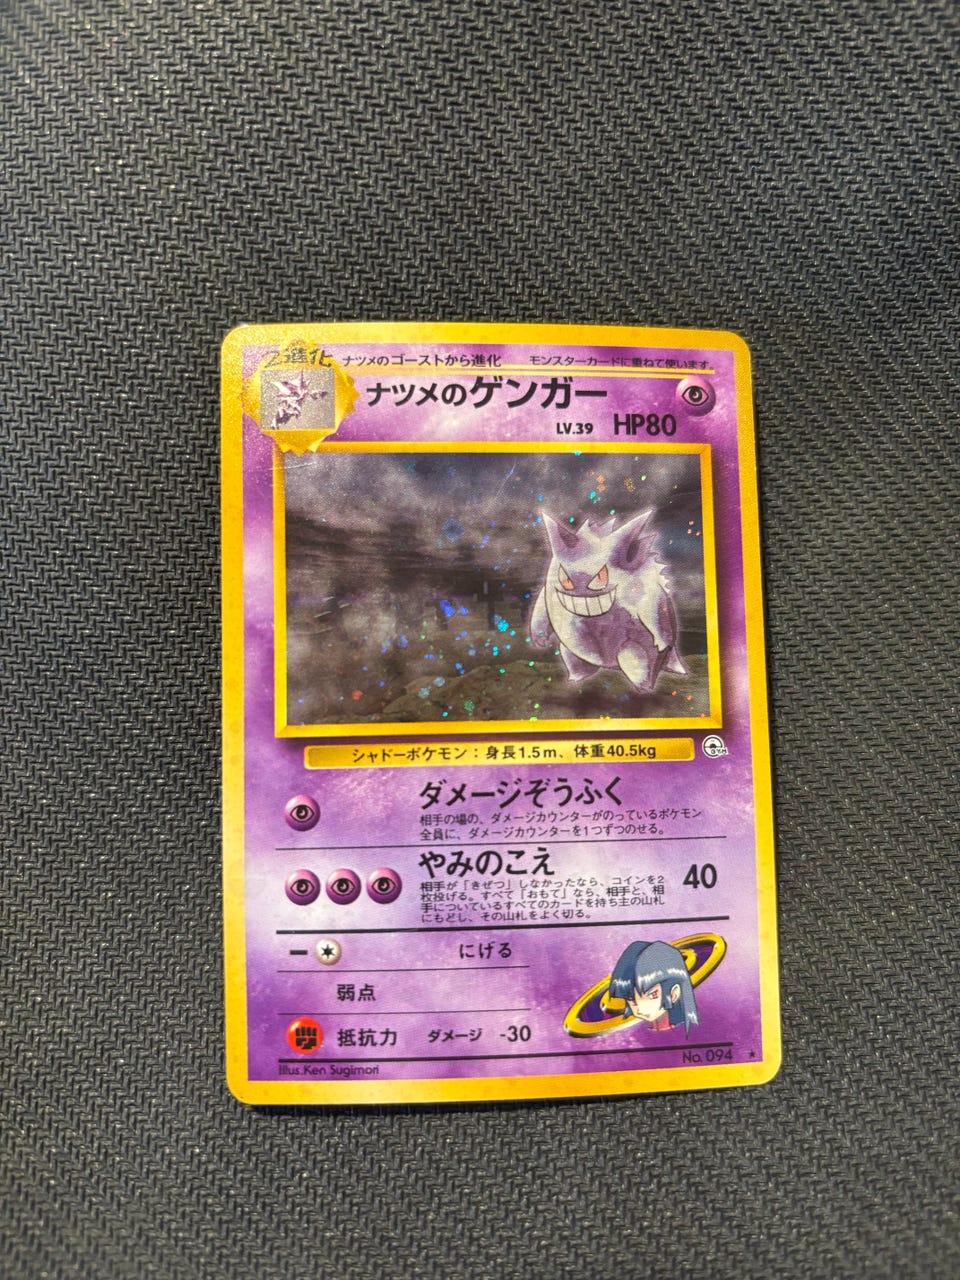 2進化 ナツメのゴーストから進化 モンスターカードに重ねて使います。
ナツメのゲンガー
LV.39 HP80
シャドーポケモン：身長1.5m、体重40.5kg
GYM
ダメージぞうふく
相手の場の、ダメージカウンターがのっているポケモン
全員に、ダメージカウンターを1つずつのせる。
やみのこえ 40
相手が「きぜつ」しなかったなら、コインを2
枚投げる。すべて「おもて」なら、相手と、相
手についているすべてのカードを持ち主の山札
にもどし、その山札をよく切る。
− にげる
弱点
抵抗力 ダメージ -30
No. 094 ★
Illus.Ken Sugimori